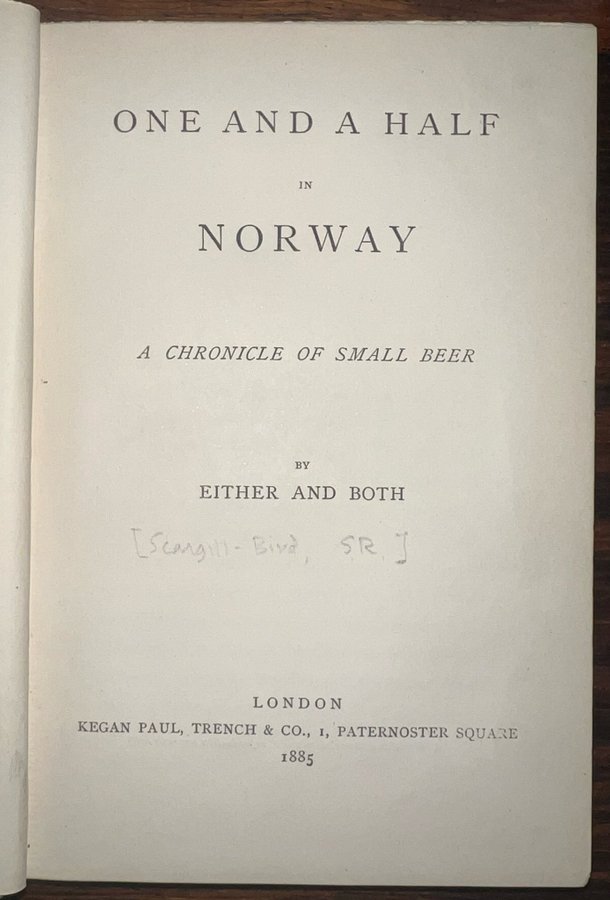 ONE AND A HALF
IN
NORWAY
A CHRONICLE OF SMALL BEER
BY
EITHER AND BOTH
[Scargill-Bird, SR]
LONDON
KEGAN PAUL, TRENCH & CO., 1, PATERNOSTER SQUARE
1885